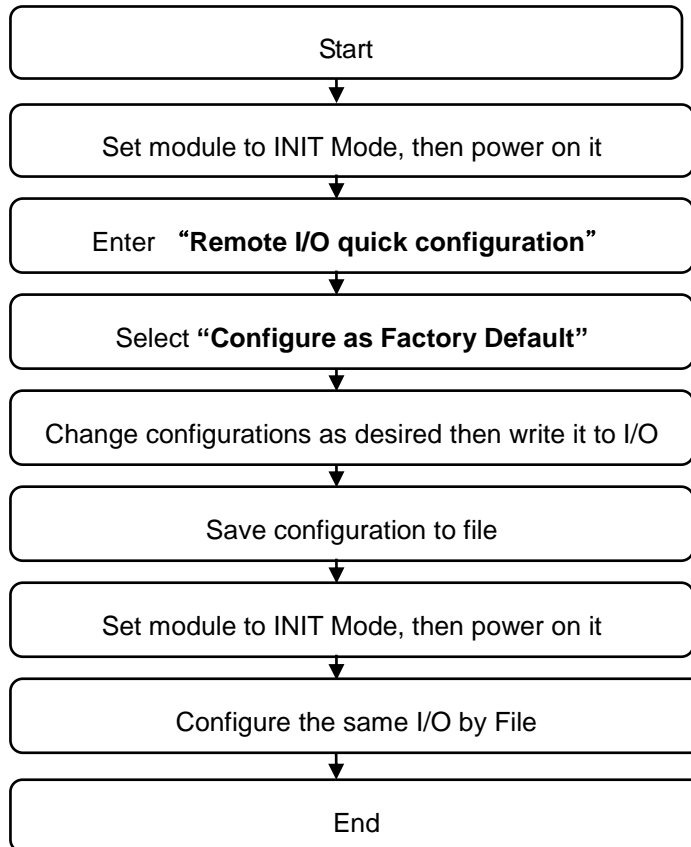 Start
Set module to INIT Mode, then power on it
Enter “Remote I/O quick configuration”
Select “Configure as Factory Default”
Change configurations as desired then write it to I/O
Save configuration to file
Set module to INIT Mode, then power on it
Configure the same I/O by File
End